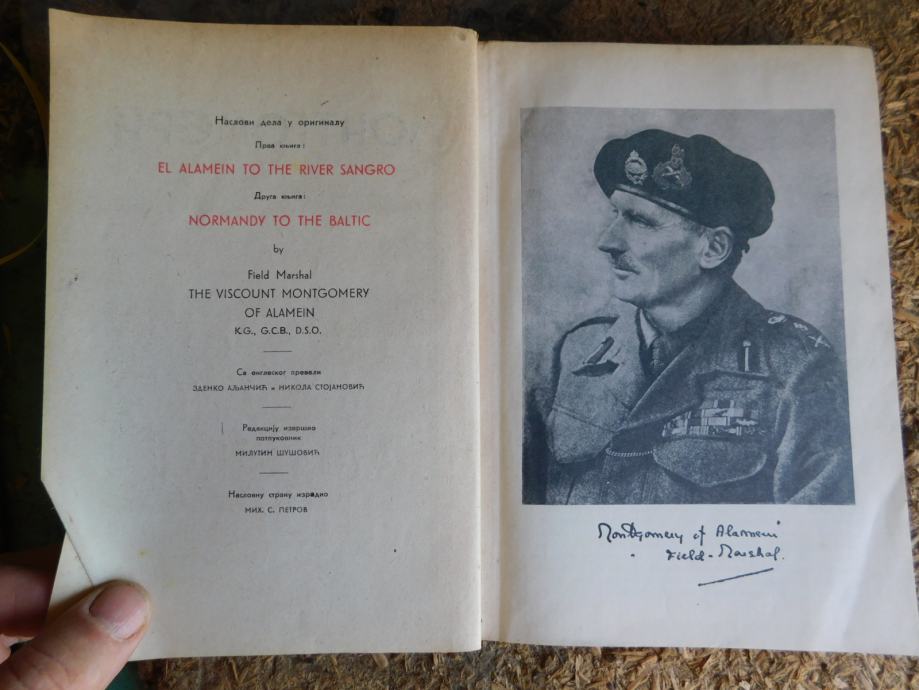 Наслови дела у оригиналу
Прва књига:
EL ALAMEIN TO THE RIVER SANGRO
Друга књига:
NORMANDY TO THE BALTIC
by
Field Marshal
THE VISCOUNT MONTGOMERY
OF ALAMEIN
K.G., G.C.B., D.S.O.
Са енглеског превели
ЗДЕНКО АЉАНЧИЋ и НИКОЛА СТОЈАНОВИЋ
Редакцију извршио
потпуковник
МИЛУТИН ШУШОВИЋ
Насловну страну израдио
МИХ. С. ПЕТРОВ
Montgomery of Alamein
Field-Marshal.